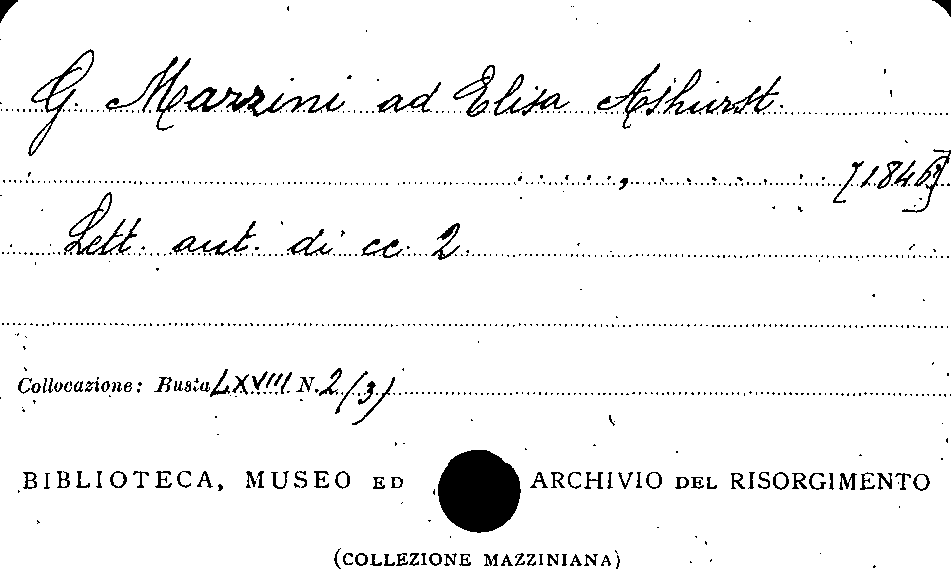 G. Mazzini ad Elisa Ashurst.
....., ....... [1846]
Lett. aut. di cc. 2.
Collocazione: Busta LXVIII N. 2 (3)
BIBLIOTECA, MUSEO ED ARCHIVIO DEL RISORGIMENTO
(COLLEZIONE MAZZINIANA)